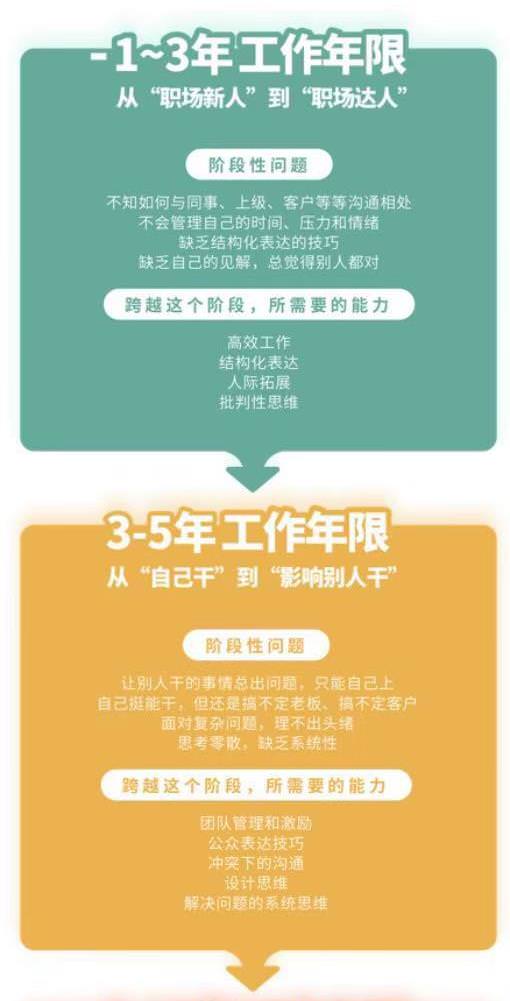 -1~3年工作年限
从“职场新人”到“职场达人”
阶段性问题
不知如何与同事、上级、客户等等沟通相处
不会管理自己的时间、压力和情绪
缺乏结构化表达的技巧
缺乏自己的见解，总觉得别人都对
跨越这个阶段，所需要的能力
高效工作
结构化表达
人际拓展
批判性思维
3-5年工作年限
从“自己干”到“影响别人干”
阶段性问题
让别人干的事情总出问题，只能自己上
自己挺能干，但还是搞不定老板、搞不定客户
面对复杂问题，理不出头绪
思考零散，缺乏系统性
跨越这个阶段，所需要的能力
团队管理和激励
公众表达技巧
冲突下的沟通
设计思维
解决问题的系统思维